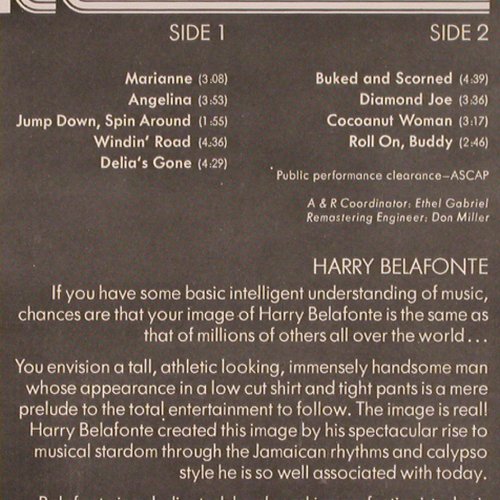 SIDE 1
Marianne (3:08)
Angelina (3:53)
Jump Down, Spin Around (1:55)
Windin' Road (4:36)
Delia's Gone (4:29)
SIDE 2
Buked and Scorned (4:39)
Diamond Joe (3:36)
Cocoanut Woman (3:17)
Roll On, Buddy (2:46)
Public performance clearance—ASCAP
A & R Coordinator: Ethel Gabriel
Remastering Engineer: Don Miller
HARRY BELAFONTE
If you have some basic intelligent understanding of music,
chances are that your image of Harry Belafonte is the same as
that of millions of others all over the world . . .
You envision a tall, athletic looking, immensely handsome man
whose appearance in a low cut shirt and tight pants is a mere
prelude to the total entertainment to follow. The image is real!
Harry Belafonte created this image by his spectacular rise to
musical stardom through the Jamaican rhythms and calypso
style he is so well associated with today.